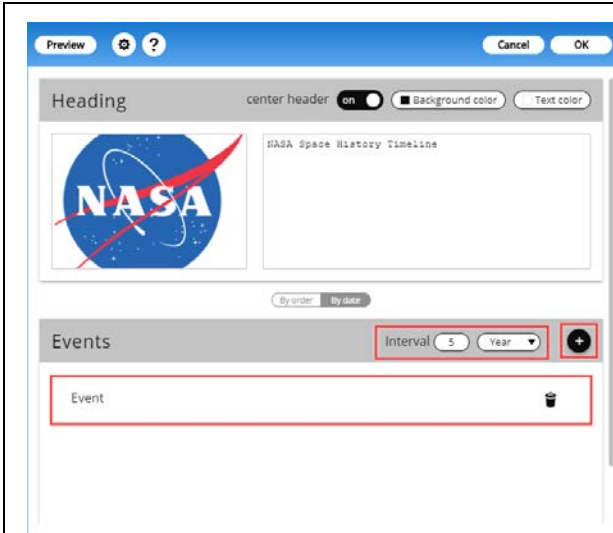 Preview ? Cancel OK
Heading center header on Background color Text color
NASA
NASA Space History Timeline
By order By date
Events Interval 5 Year +
Event